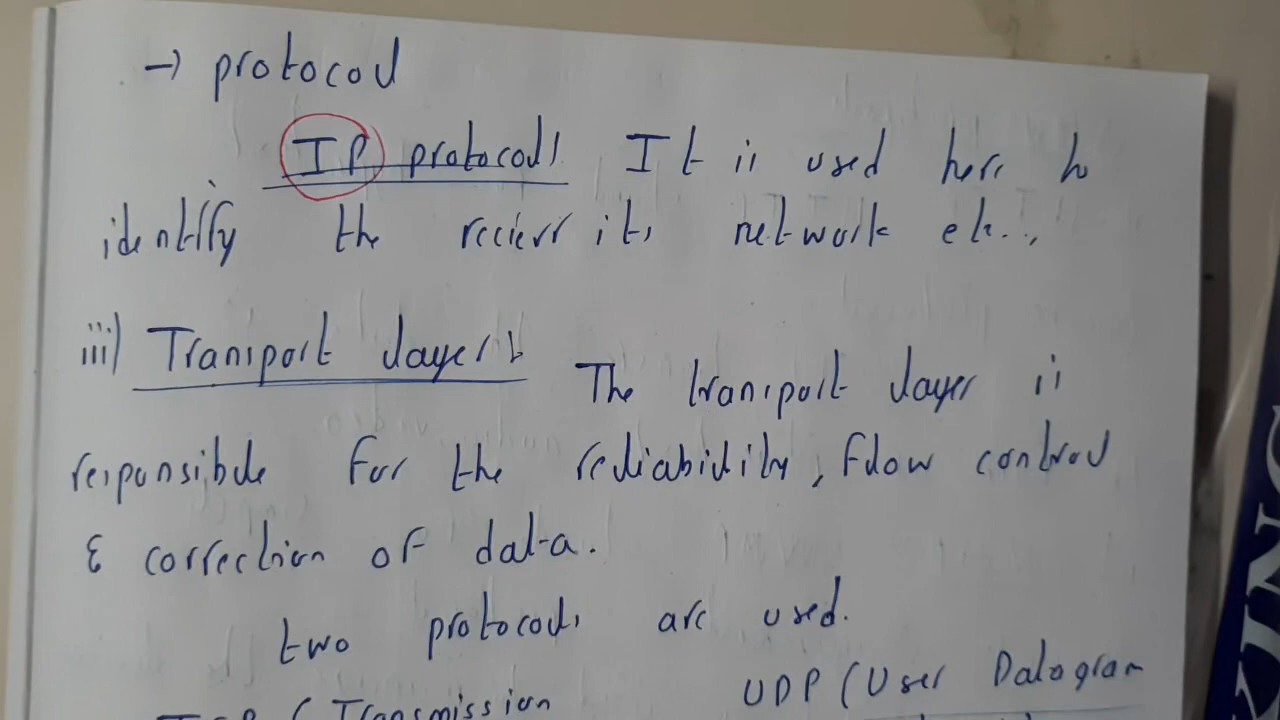 → protocol
IP protocol: It is used here to
identify the reciever its network etc..,
iii) Transport layer:
The transport layer is
responsible for the reliability, flow control
& correction of data.
two protocols are used.
TCP (Transmission
UDP (User Datagram
ZING